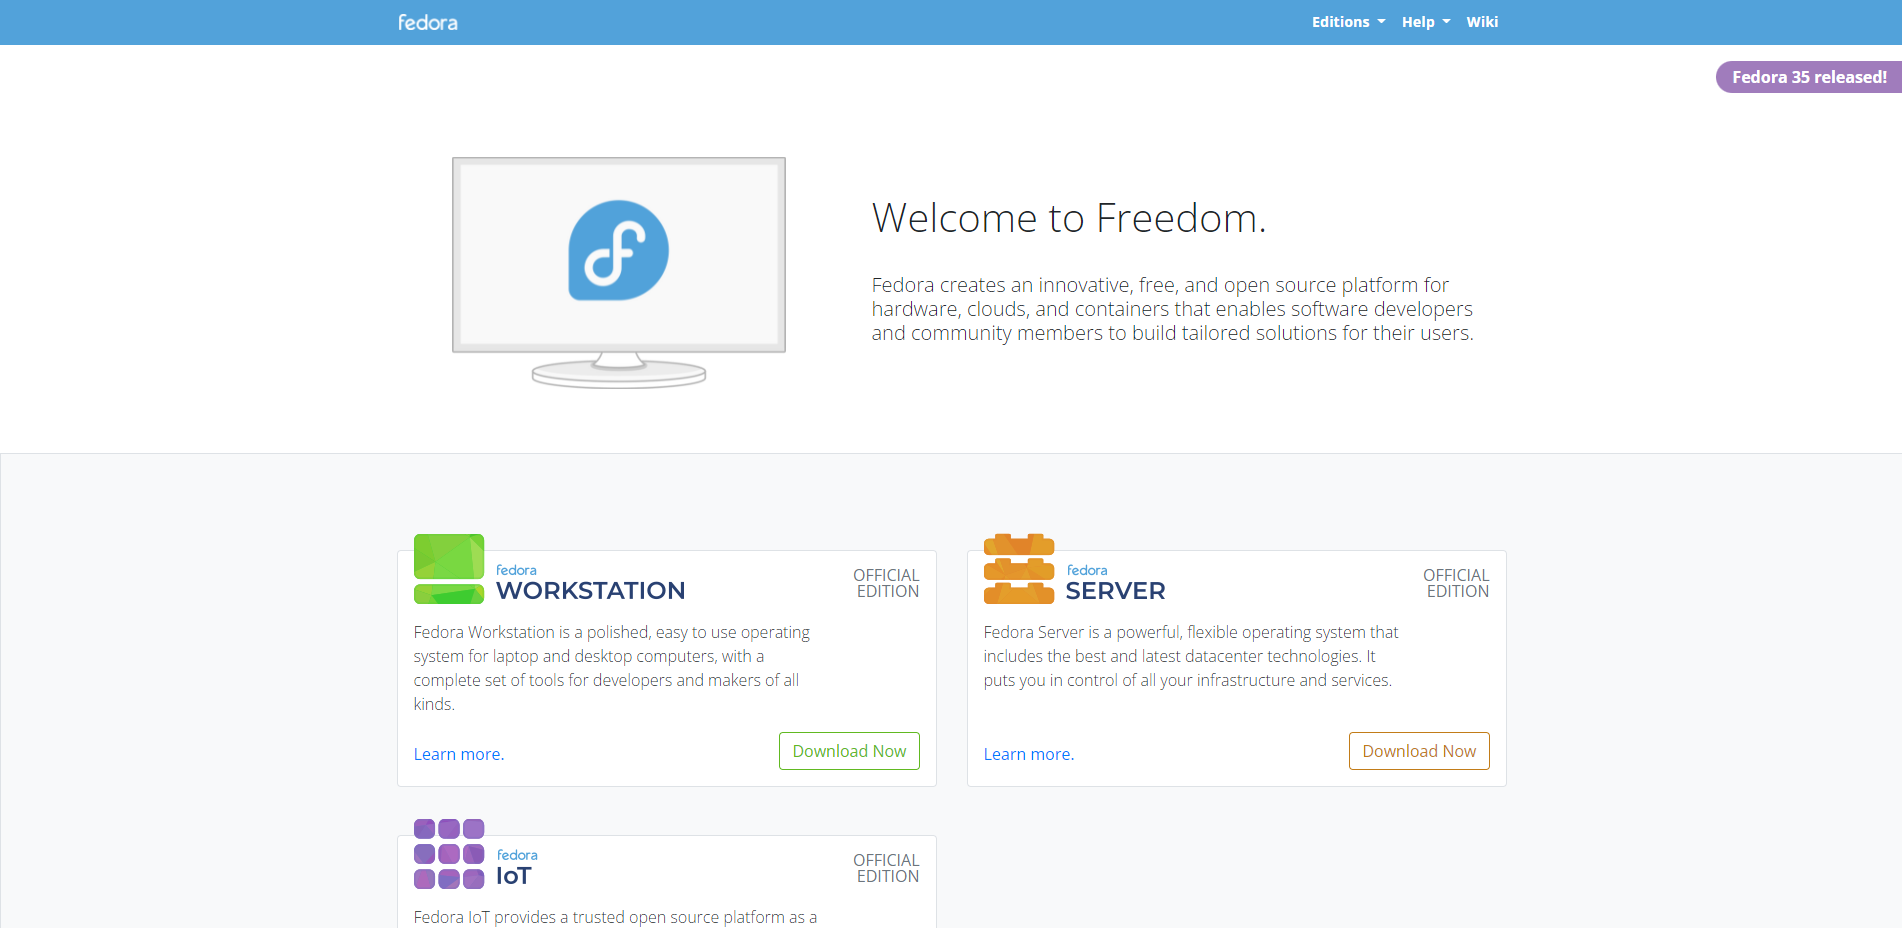 fedora
Editions Help Wiki
Fedora 35 released!
Welcome to Freedom.
Fedora creates an innovative, free, and open source platform for
hardware, clouds, and containers that enables software developers
and community members to build tailored solutions for their users.
fedora
WORKSTATION
OFFICIAL
EDITION
Fedora Workstation is a polished, easy to use operating
system for laptop and desktop computers, with a
complete set of tools for developers and makers of all
kinds.
Learn more.
Download Now
fedora
SERVER
OFFICIAL
EDITION
Fedora Server is a powerful, flexible operating system that
includes the best and latest datacenter technologies. It
puts you in control of all your infrastructure and services.
Learn more.
Download Now
fedora
IoT
OFFICIAL
EDITION
Fedora IoT provides a trusted open source platform as a